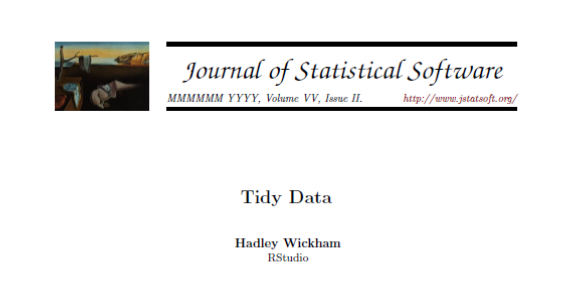 Journal of Statistical Software
MMMMMM YYYY, Volume VV, Issue II.
http://www.jstatsoft.org/
Tidy Data
Hadley Wickham
RStudio